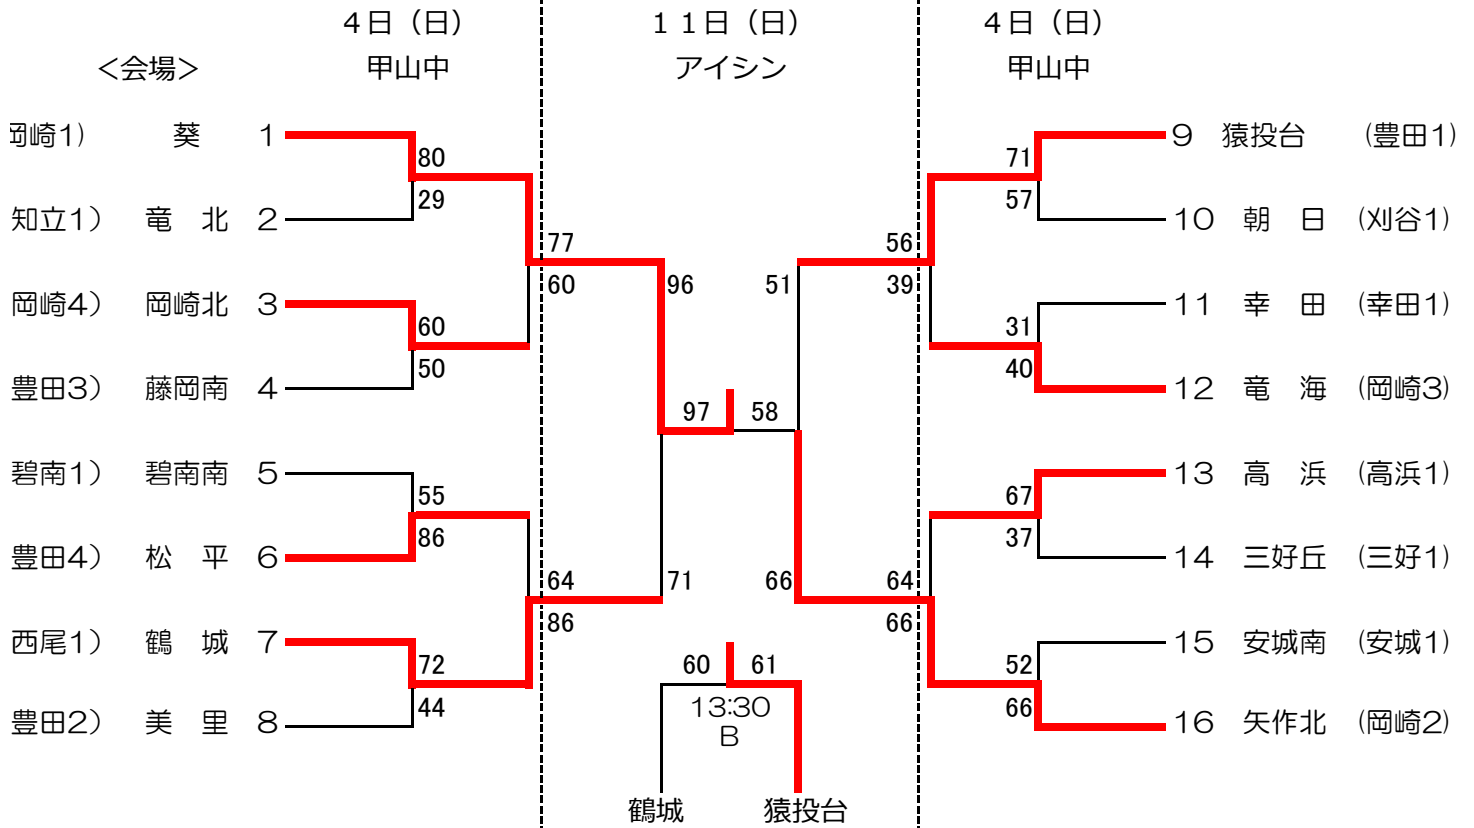 ４日（日） １１日（日） ４日（日）
＜会場＞ 甲山中 アイシン 甲山中
岡崎1) 葵 1 9 猿投台 (豊田1)
80 71
29 57
知立1) 竜 北 2 10 朝 日 (刈谷1)
77 56
60 96 51 39
岡崎4) 岡崎北 3 11 幸 田 (幸田1)
60 31
50 40
豊田3) 藤岡南 4 12 竜 海 (岡崎3)
97 58
碧南1) 碧南南 5 13 高 浜 (高浜1)
55 67
86 37
豊田4) 松 平 6 14 三好丘 (三好1)
64 71 66 64
86 66
西尾1) 鶴 城 7 15 安城南 (安城1)
72 60 61 52
44 13:30 66
豊田2) 美 里 8 B 16 矢作北 (岡崎2)
鶴城 猿投台